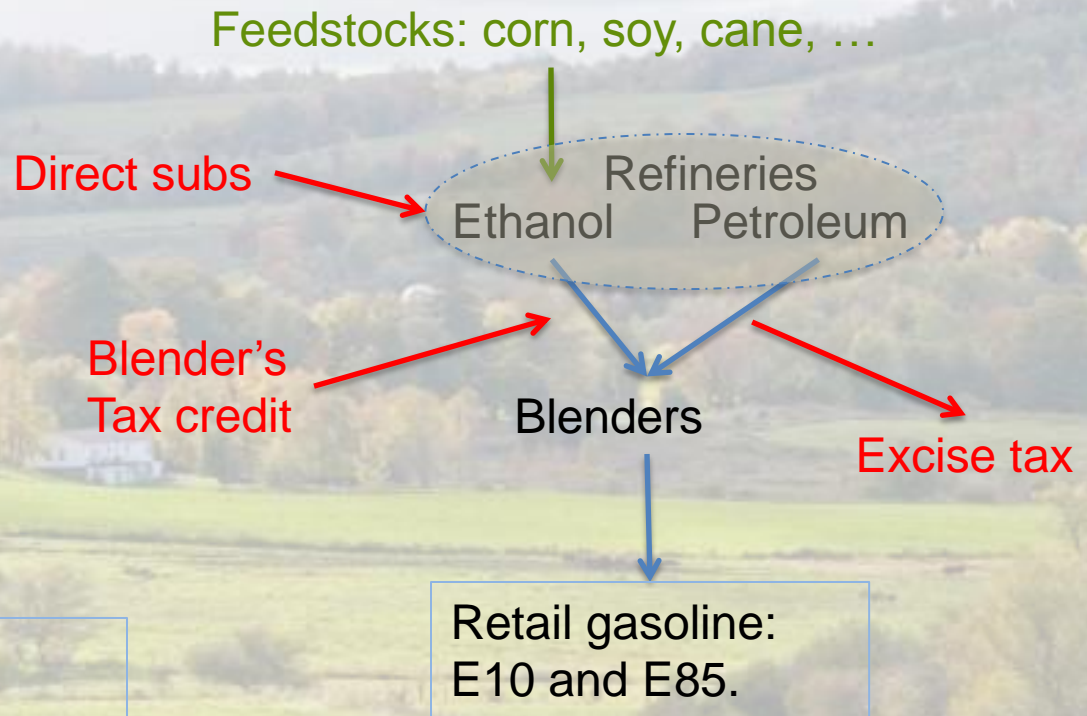 Feedstocks: corn, soy, cane, …
Direct subs
Refineries
Ethanol Petroleum
Blender’s
Tax credit
Blenders
Excise tax
Retail gasoline:
E10 and E85.